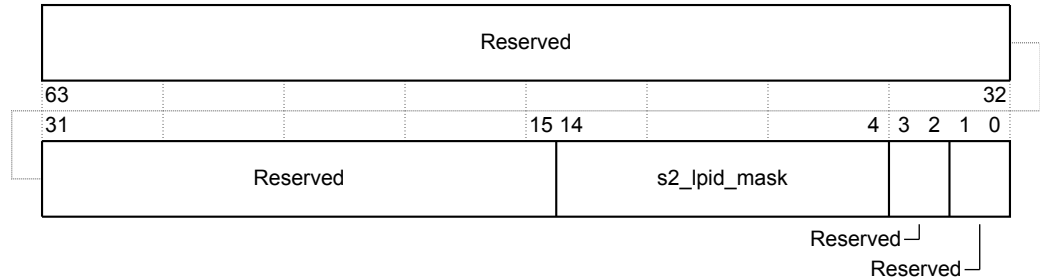 Reserved
63 32
31 15 14 4 3 2 1 0
Reserved s2_lpid_mask
Reserved
Reserved